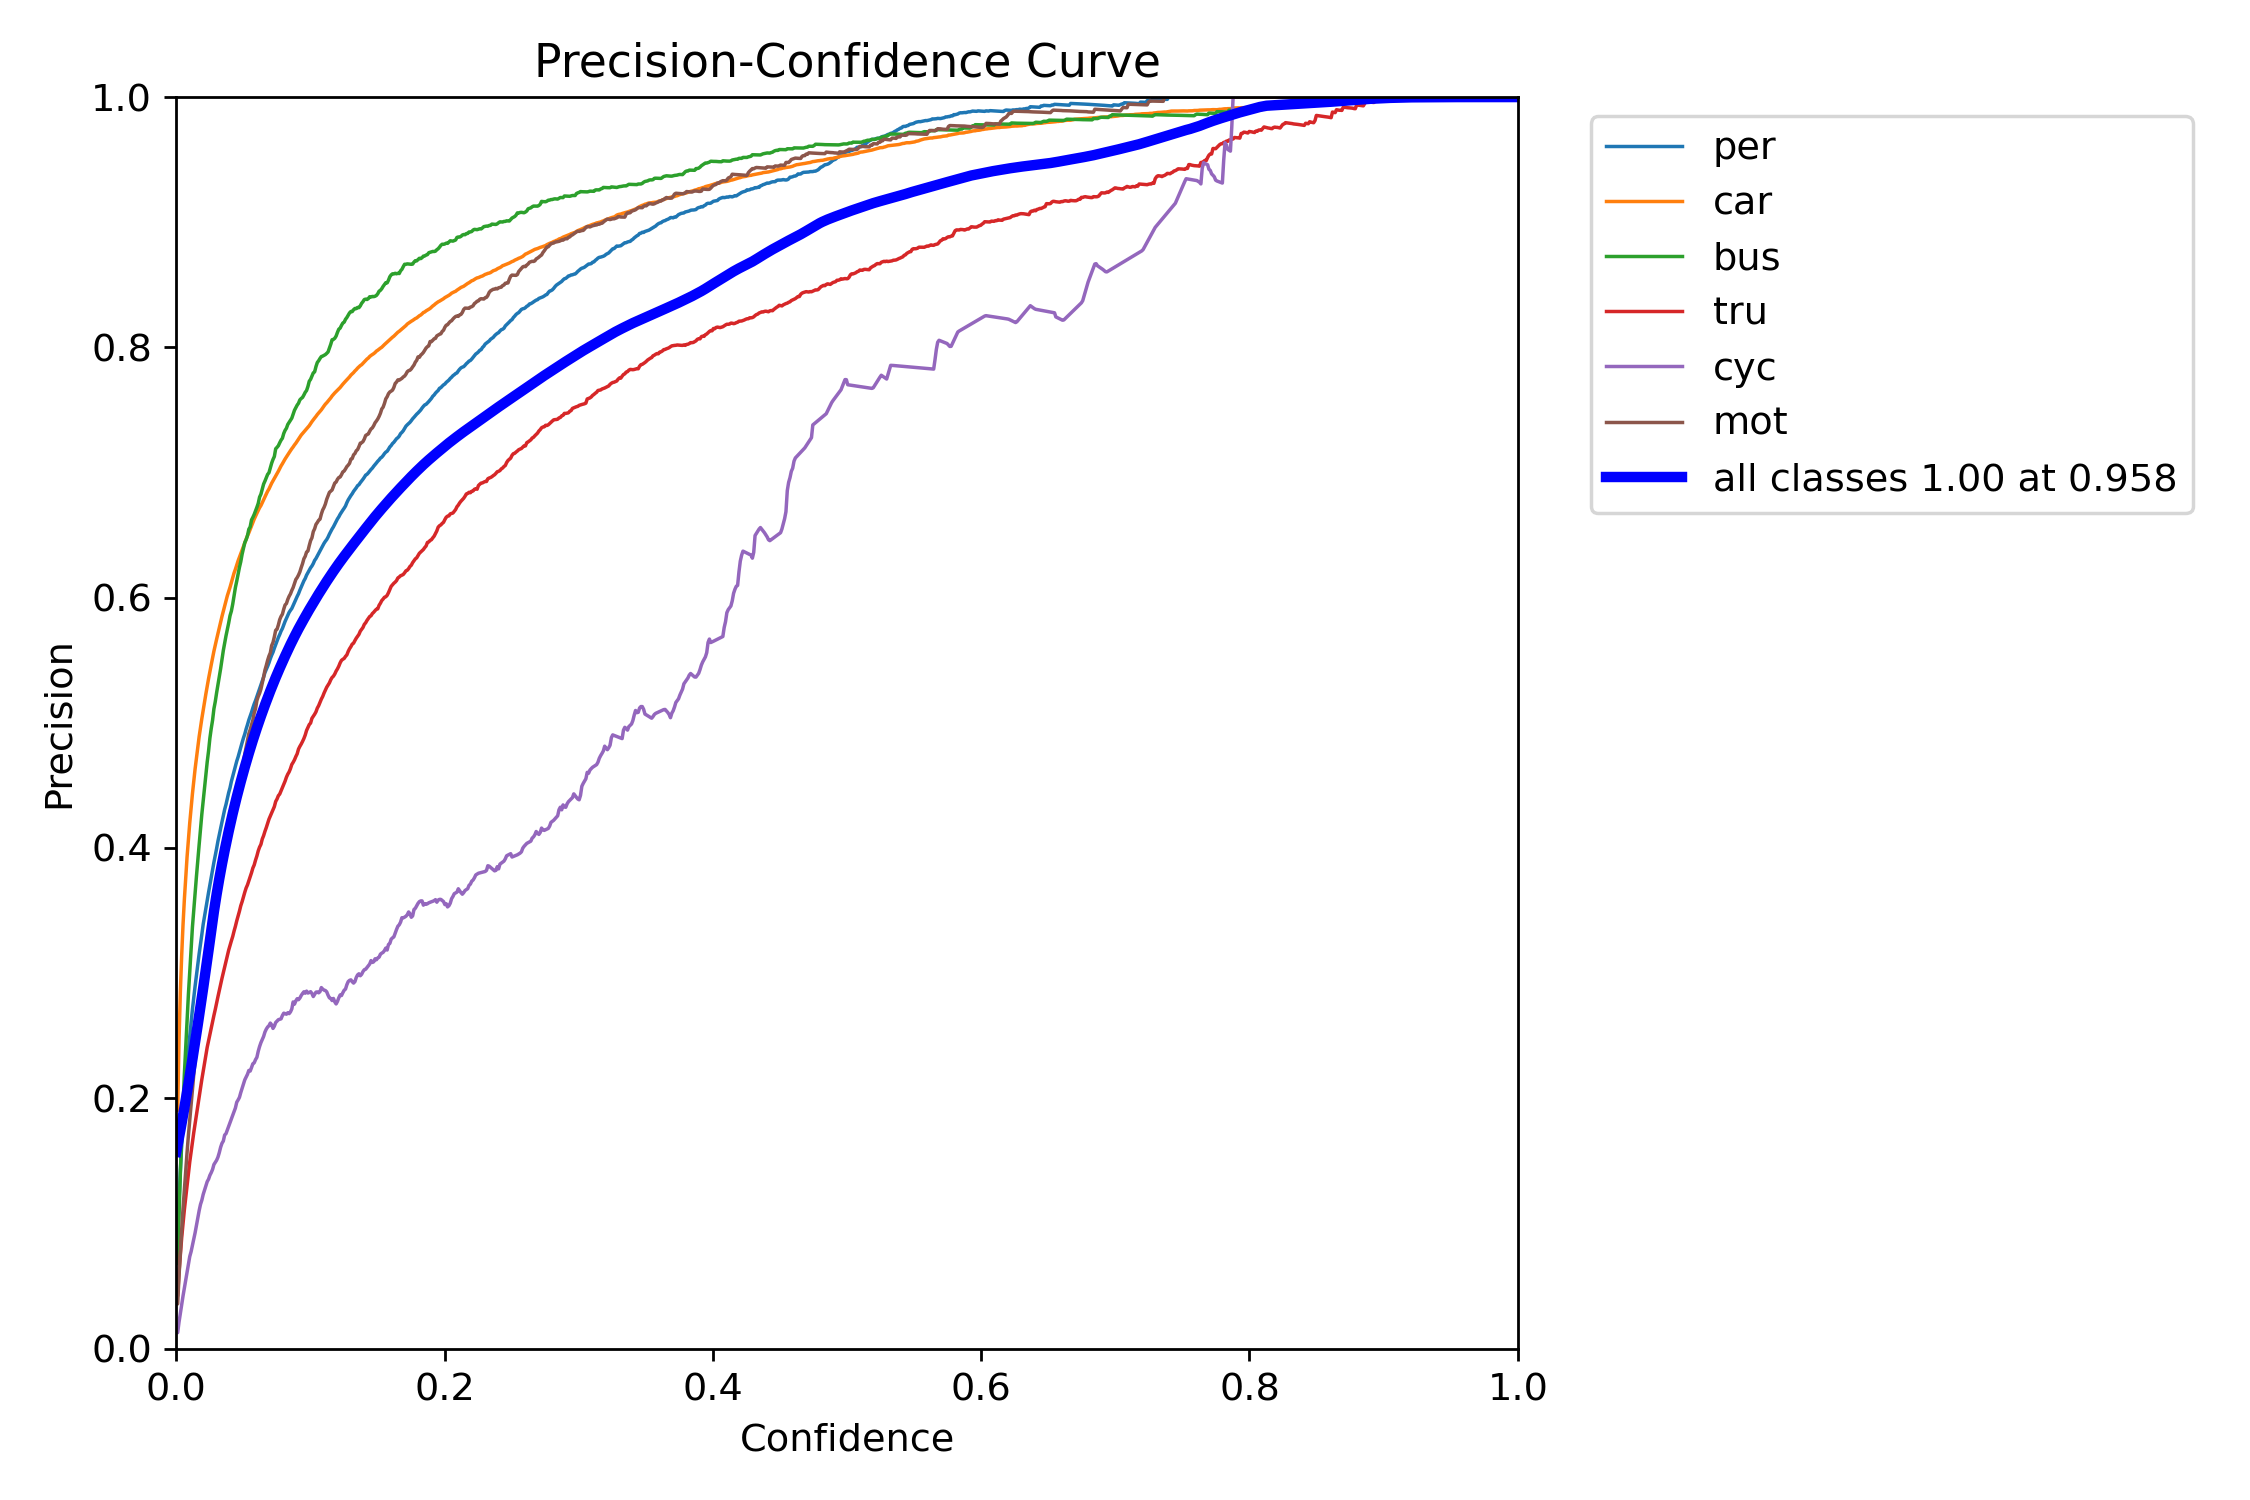 Precision-Confidence Curve
1.0
0.8
0.6
0.4
0.2
0.0
Precision
0.0 0.2 0.4 0.6 0.8 1.0
Confidence
per
car
bus
tru
cyc
mot
all classes 1.00 at 0.958